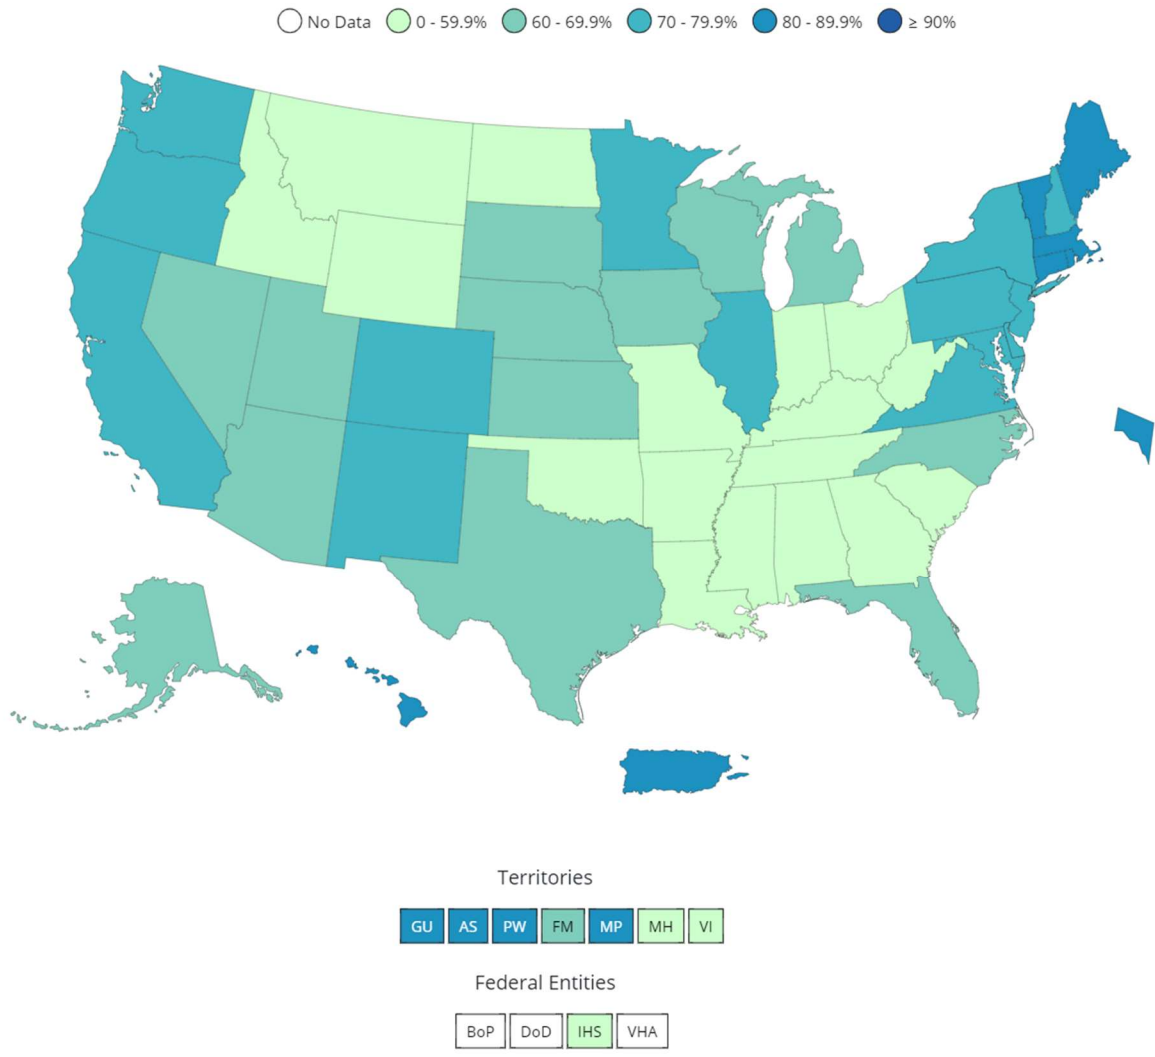 No Data 0 - 59.9% 60 - 69.9% 70 - 79.9% 80 - 89.9% ≥ 90%
Territories
GU AS PW FM MP MH VI
Federal Entities
BoP DoD IHS VHA